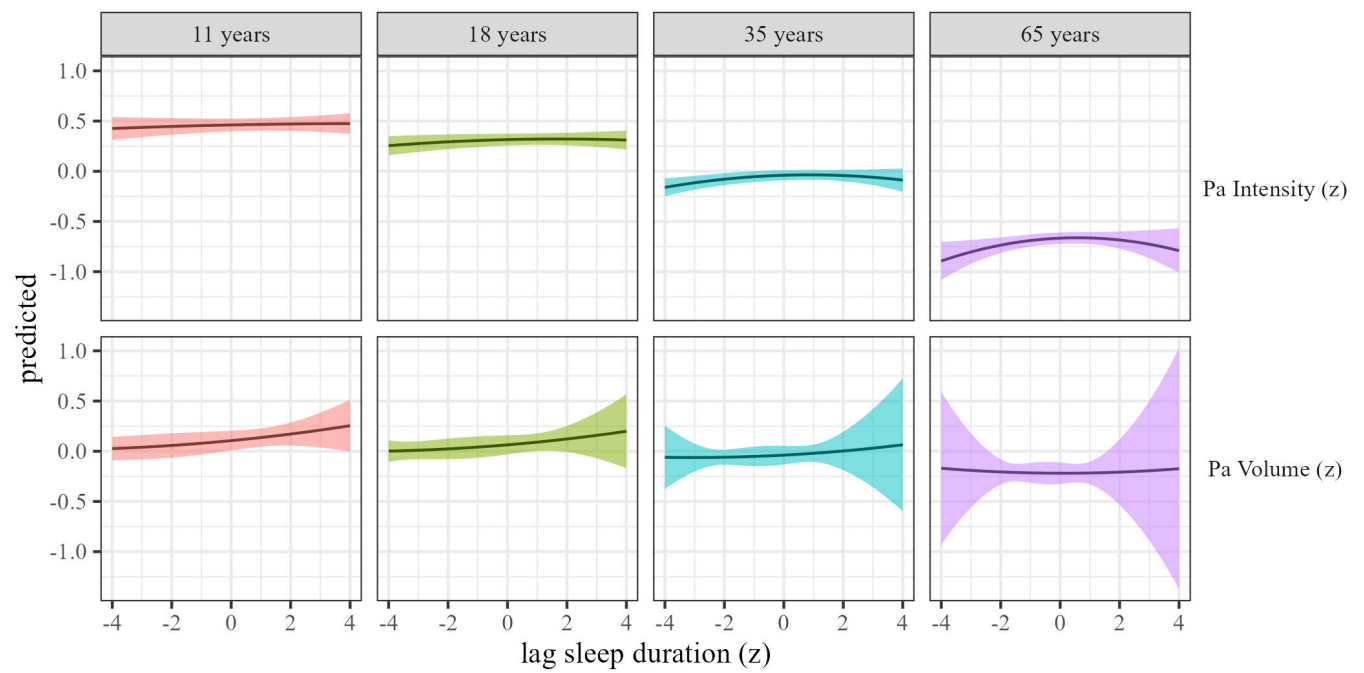 11 years 18 years 35 years 65 years
1.0
0.5
0.0
-0.5
-1.0
Pa Intensity (z)
predicted
1.0
0.5
0.0
-0.5
-1.0
Pa Volume (z)
-4 -2 0 2 4 -4 -2 0 2 4 -4 -2 0 2 4 -4 -2 0 2 4
lag sleep duration (z)